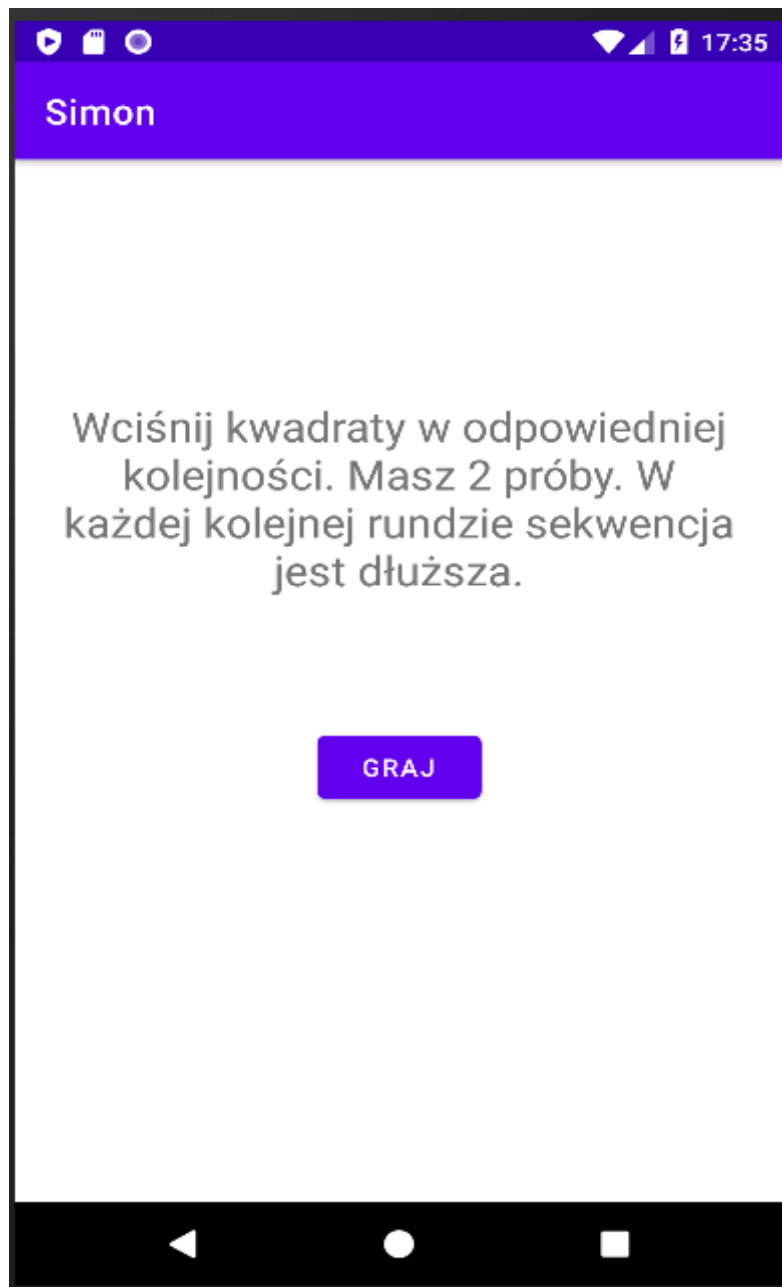 17:35
Simon
Wciśnij kwadraty w odpowiedniej
kolejności. Masz 2 próby. W
każdej kolejnej rundzie sekwencja
jest dłuższa.
GRAJ